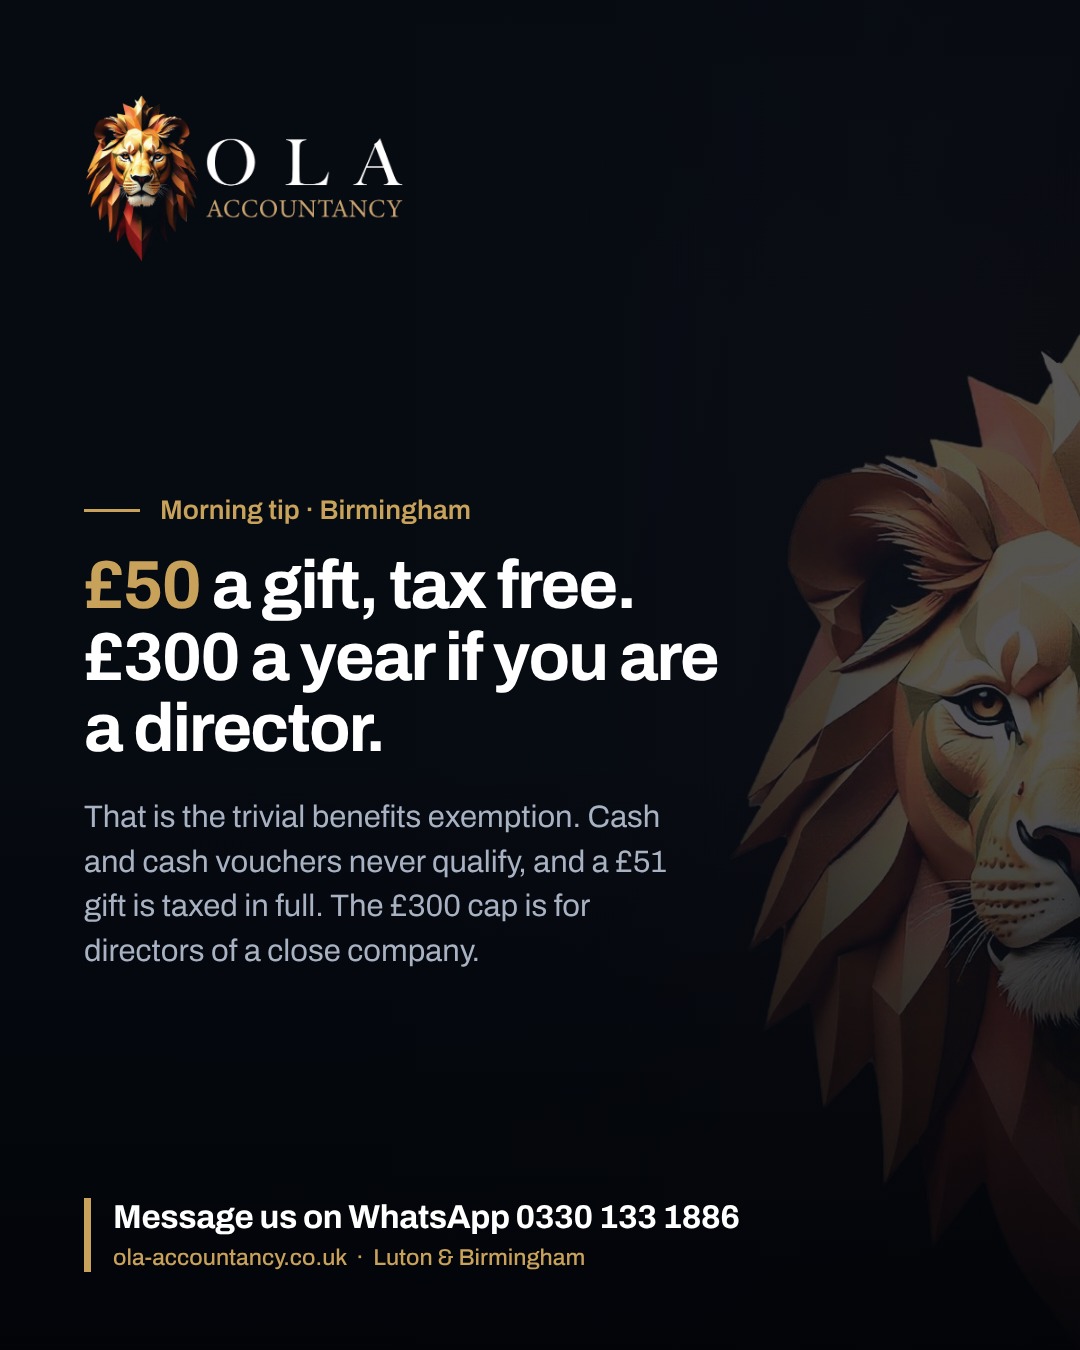 OLA
ACCOUNTANCY
Morning tip · Birmingham
£50 a gift, tax free.
£300 a year if you are
a director.
That is the trivial benefits exemption. Cash
and cash vouchers never qualify, and a £51
gift is taxed in full. The £300 cap is for
directors of a close company.
Message us on WhatsApp 0330 133 1886
ola-accountancy.co.uk · Luton & Birmingham